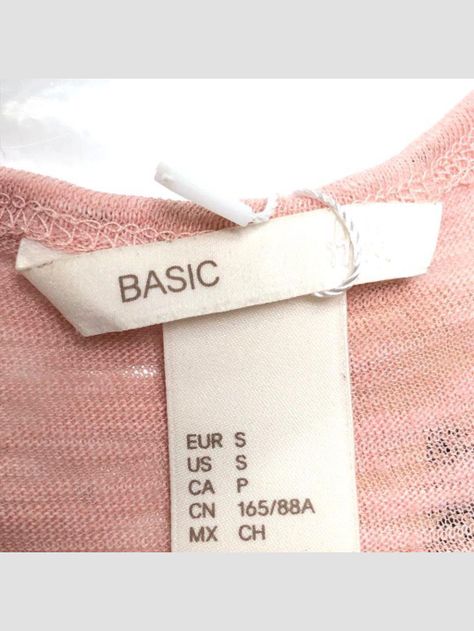 BASIC
EUR S
US S
CA P
CN 165/88A
MX CH